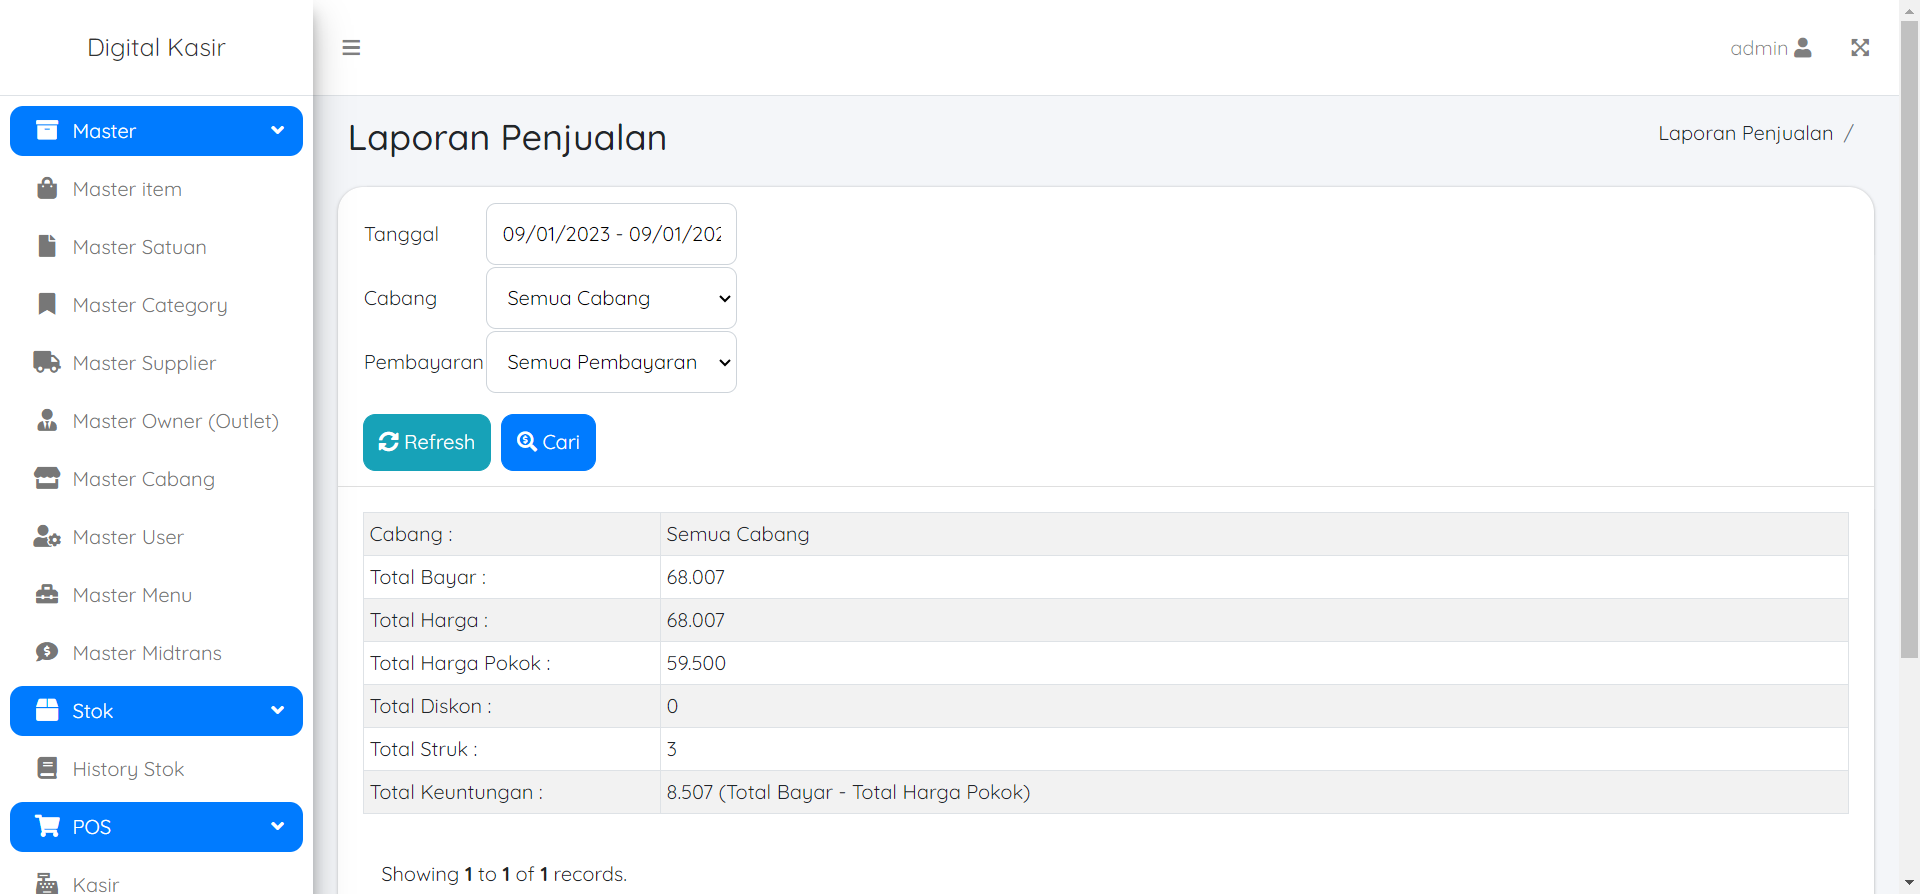 Digital Kasir
admin
Master
Master item
Master Satuan
Master Category
Master Supplier
Master Owner (Outlet)
Master Cabang
Master User
Master Menu
Master Midtrans
Stok
History Stok
POS
Kasir
Laporan Penjualan
Laporan Penjualan /
Tanggal 09/01/2023 - 09/01/202
Cabang Semua Cabang
Pembayaran Semua Pembayaran
Refresh Cari
Cabang : Semua Cabang
Total Bayar : 68.007
Total Harga : 68.007
Total Harga Pokok : 59.500
Total Diskon : 0
Total Struk : 3
Total Keuntungan : 8.507 (Total Bayar - Total Harga Pokok)
Showing 1 to 1 of 1 records.